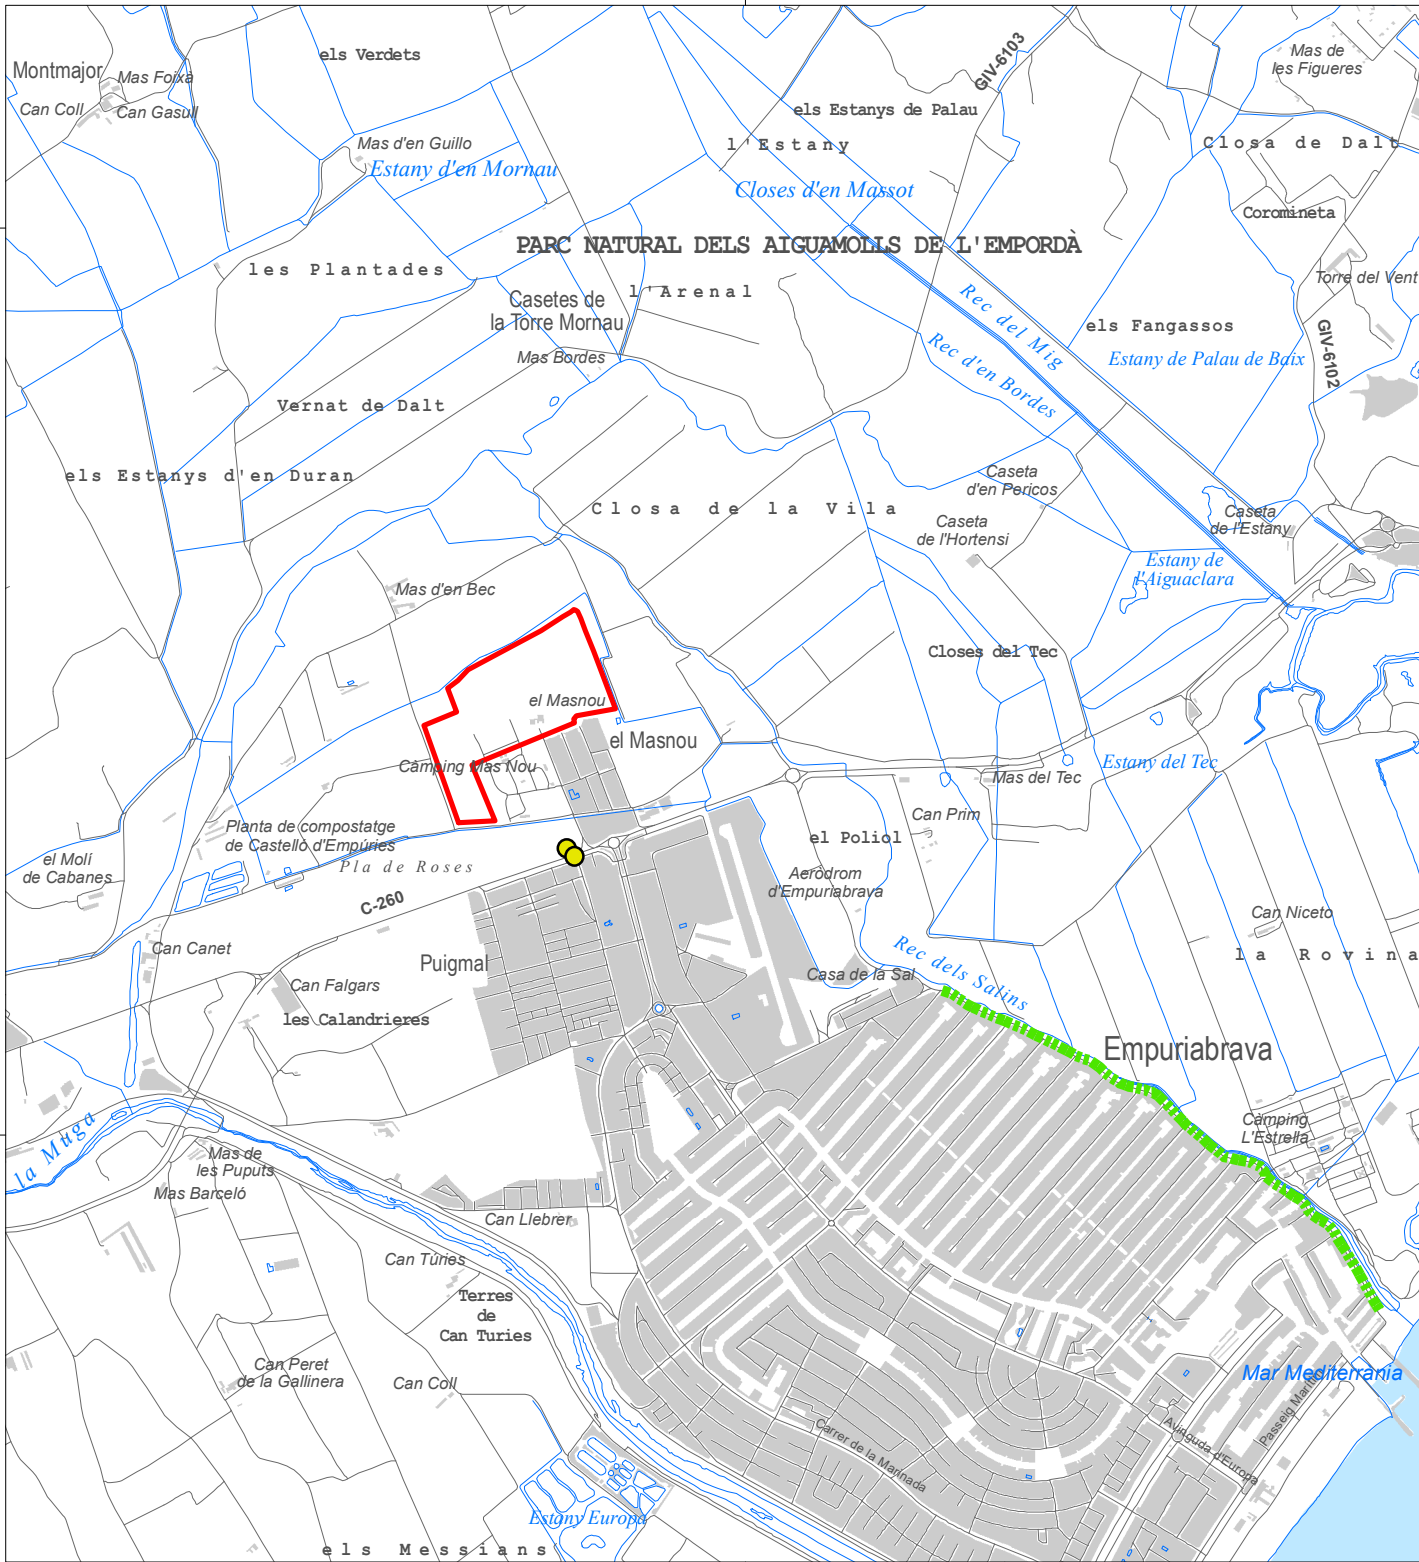 els Verdets
GIV-6103
Mas de
les Figueres
Montmajor
Mas Foixà
Can Coll
Can Gasull
els Estanys de Palau
Mas d'en Guillo
l'Estany
Closa de Dalt
Estany d'en Mornau
Closes d'en Massot
Coromineta
PARC NATURAL DELS AIGUAMOLLS DE L'EMPORDÀ
les Plantades
Torre del Vent
l'Arenal
Casetes de
la Torre Mornau
Rec del Mig
els Fangassos
GIV-6102
Mas Bordes
Rec d'en Bordes
Estany de Palau de Baix
Vernat de Dalt
els Estanys d'en Duran
Caseta
d'en Pericos
Closa de la Vila
Caseta
de l'Estany
Caseta
de l'Hortensi
Estany de
l'Aiguaclara
Mas d'en Bec
Closes del Tec
el Masnou
el Masnou
Càmping Mas Nou
Estany del Tec
Mas del Tec
Can Prim
Planta de compostatge
de Castelló d'Empúries
el Poliol
el Molí
de Cabanes
Pla de Roses
Aeròdrom
d'Empuriabrava
C-260
Can Niceto
Can Canet
Rec dels Salins
la Rovina
Puigmal
Casa de la Sal
Can Falgars
les Calandrieres
Empuriabrava
la Muga
Càmping
L'Estrella
Mas de
les Puputs
Mas Barceló
Can Llebrer
Can Túries
Terres
de
Can Turies
Can Peret
de la Gallinera
Can Coll
Mar Mediterrània
Passeig Marítim
Avinguda d'Europa
Carrer de la Marinada
Estany Europa
els Messians